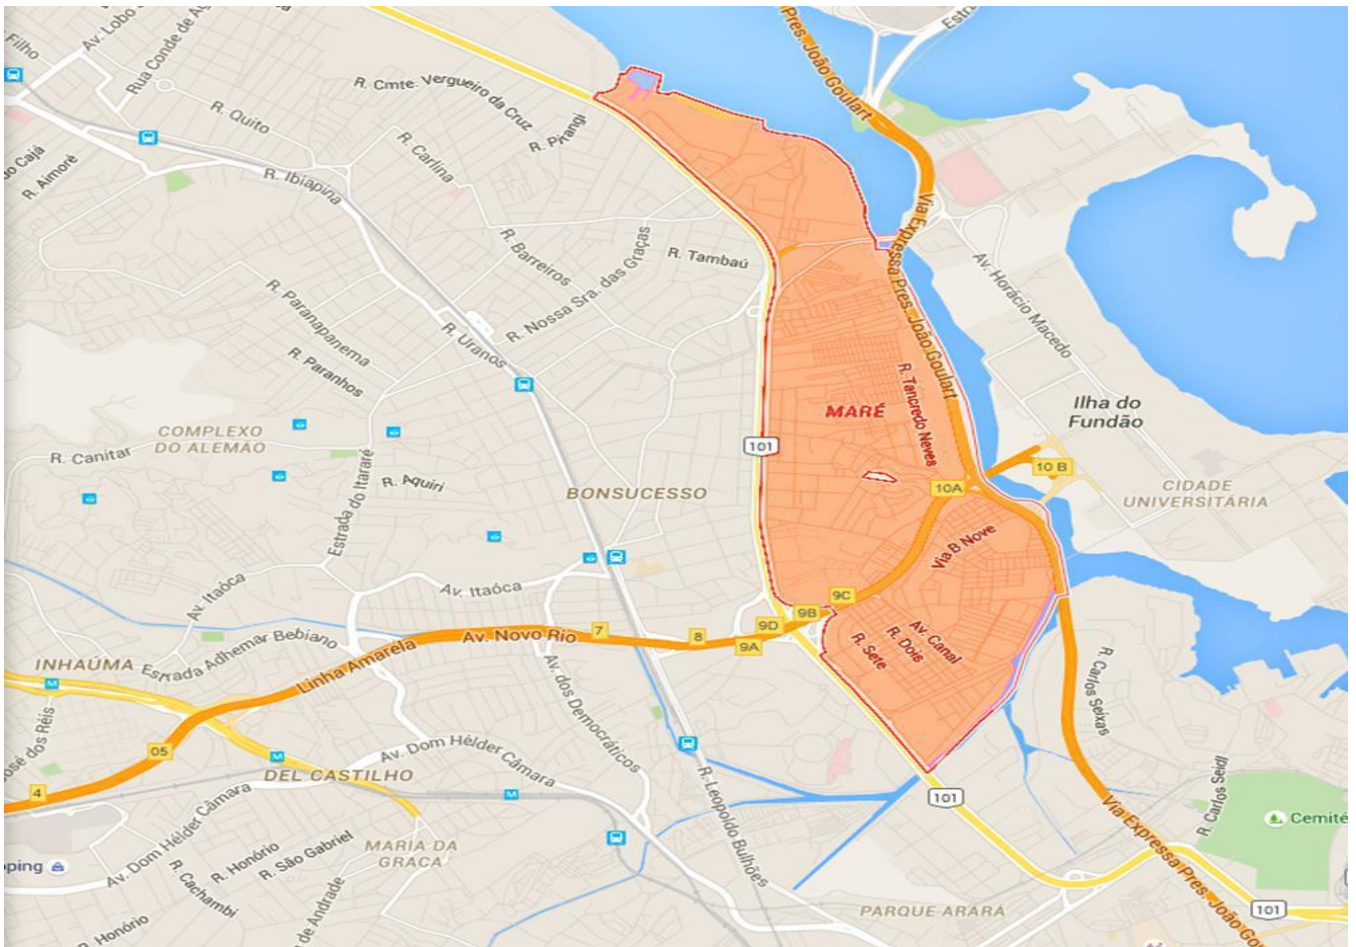 Filho
Av. Lobo
Rua Conde de Ag
R. Quito
R. Cmte. Vergueiro da Cruz
R. Pirangi
R. Carlina
do Cajá
R. Aimoré
R. Ibiapina
Pres. João Goulart
Estra
R. Barreiros
R. Nossa Sra. das Graças
R. Tambaú
Via Expressa Pres. João Goulart
Av. Horácio Macedo
R. Paranapanema
R. Uranos
R. Paranhos
R. Tancredo Neves
MARÉ
Ilha do
Fundão
COMPLEXO
DO ALEMÃO
R. Canitar
Estrada do Itararé
R. Aquiri
101
BONSUCESSO
10 B
10A
CIDADE
UNIVERSITÁRIA
Via B Nove
Av. Itaóca
Av. Itaóca
9C
9B
9D
9A
8
7
Av. Novo Rio
Av. Canal
R. Dois
R. Sete
INHAÚMA
M
Estrada Adhemar Bebiano
Linha Amarela
Av. dos Democráticos
R. Carlos Seixas
José dos Réis
05
M
Av. Dom Hélder Câmara
DEL CASTILHO
4
M
Av. Dom Hélder Câmara
R. Leopoldo Bulhões
101
R. Carlos Seidl
Via Expressa Pres. João Go
Cemité
MARIA DA
GRACA
R. Honório
R. São Gabriel
R. Cachambi
pping
de Andrade
R. Honório
PARQUE ARARÁ
101